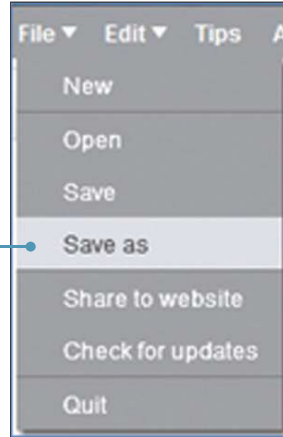 File ▼ Edit ▼ Tips
New
Open
Save
Save as
Share to website
Check for updates
Quit